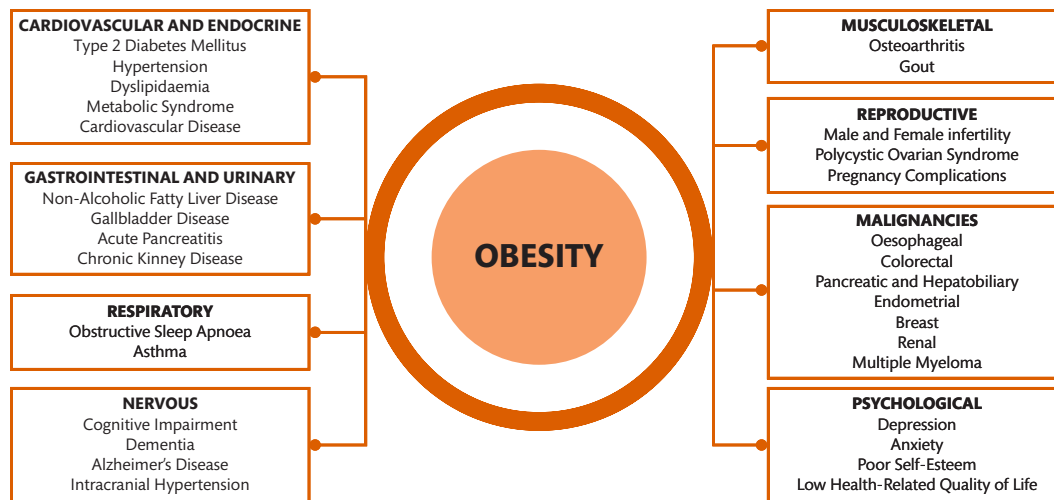 CARDIOVASCULAR AND ENDOCRINE
Type 2 Diabetes Mellitus
Hypertension
Dyslipidaemia
Metabolic Syndrome
Cardiovascular Disease
GASTROINTESTINAL AND URINARY
Non-Alcoholic Fatty Liver Disease
Gallbladder Disease
Acute Pancreatitis
Chronic Kinney Disease
RESPIRATORY
Obstructive Sleep Apnoea
Asthma
NERVOUS
Cognitive Impairment
Dementia
Alzheimer's Disease
Intracranial Hypertension
OBESITY
MUSCULOSKELETAL
Osteoarthritis
Gout
REPRODUCTIVE
Male and Female infertility
Polycystic Ovarian Syndrome
Pregnancy Complications
MALIGNANCIES
Oesophageal
Colorectal
Pancreatic and Hepatobiliary
Endometrial
Breast
Renal
Multiple Myeloma
PSYCHOLOGICAL
Depression
Anxiety
Poor Self-Esteem
Low Health-Related Quality of Life